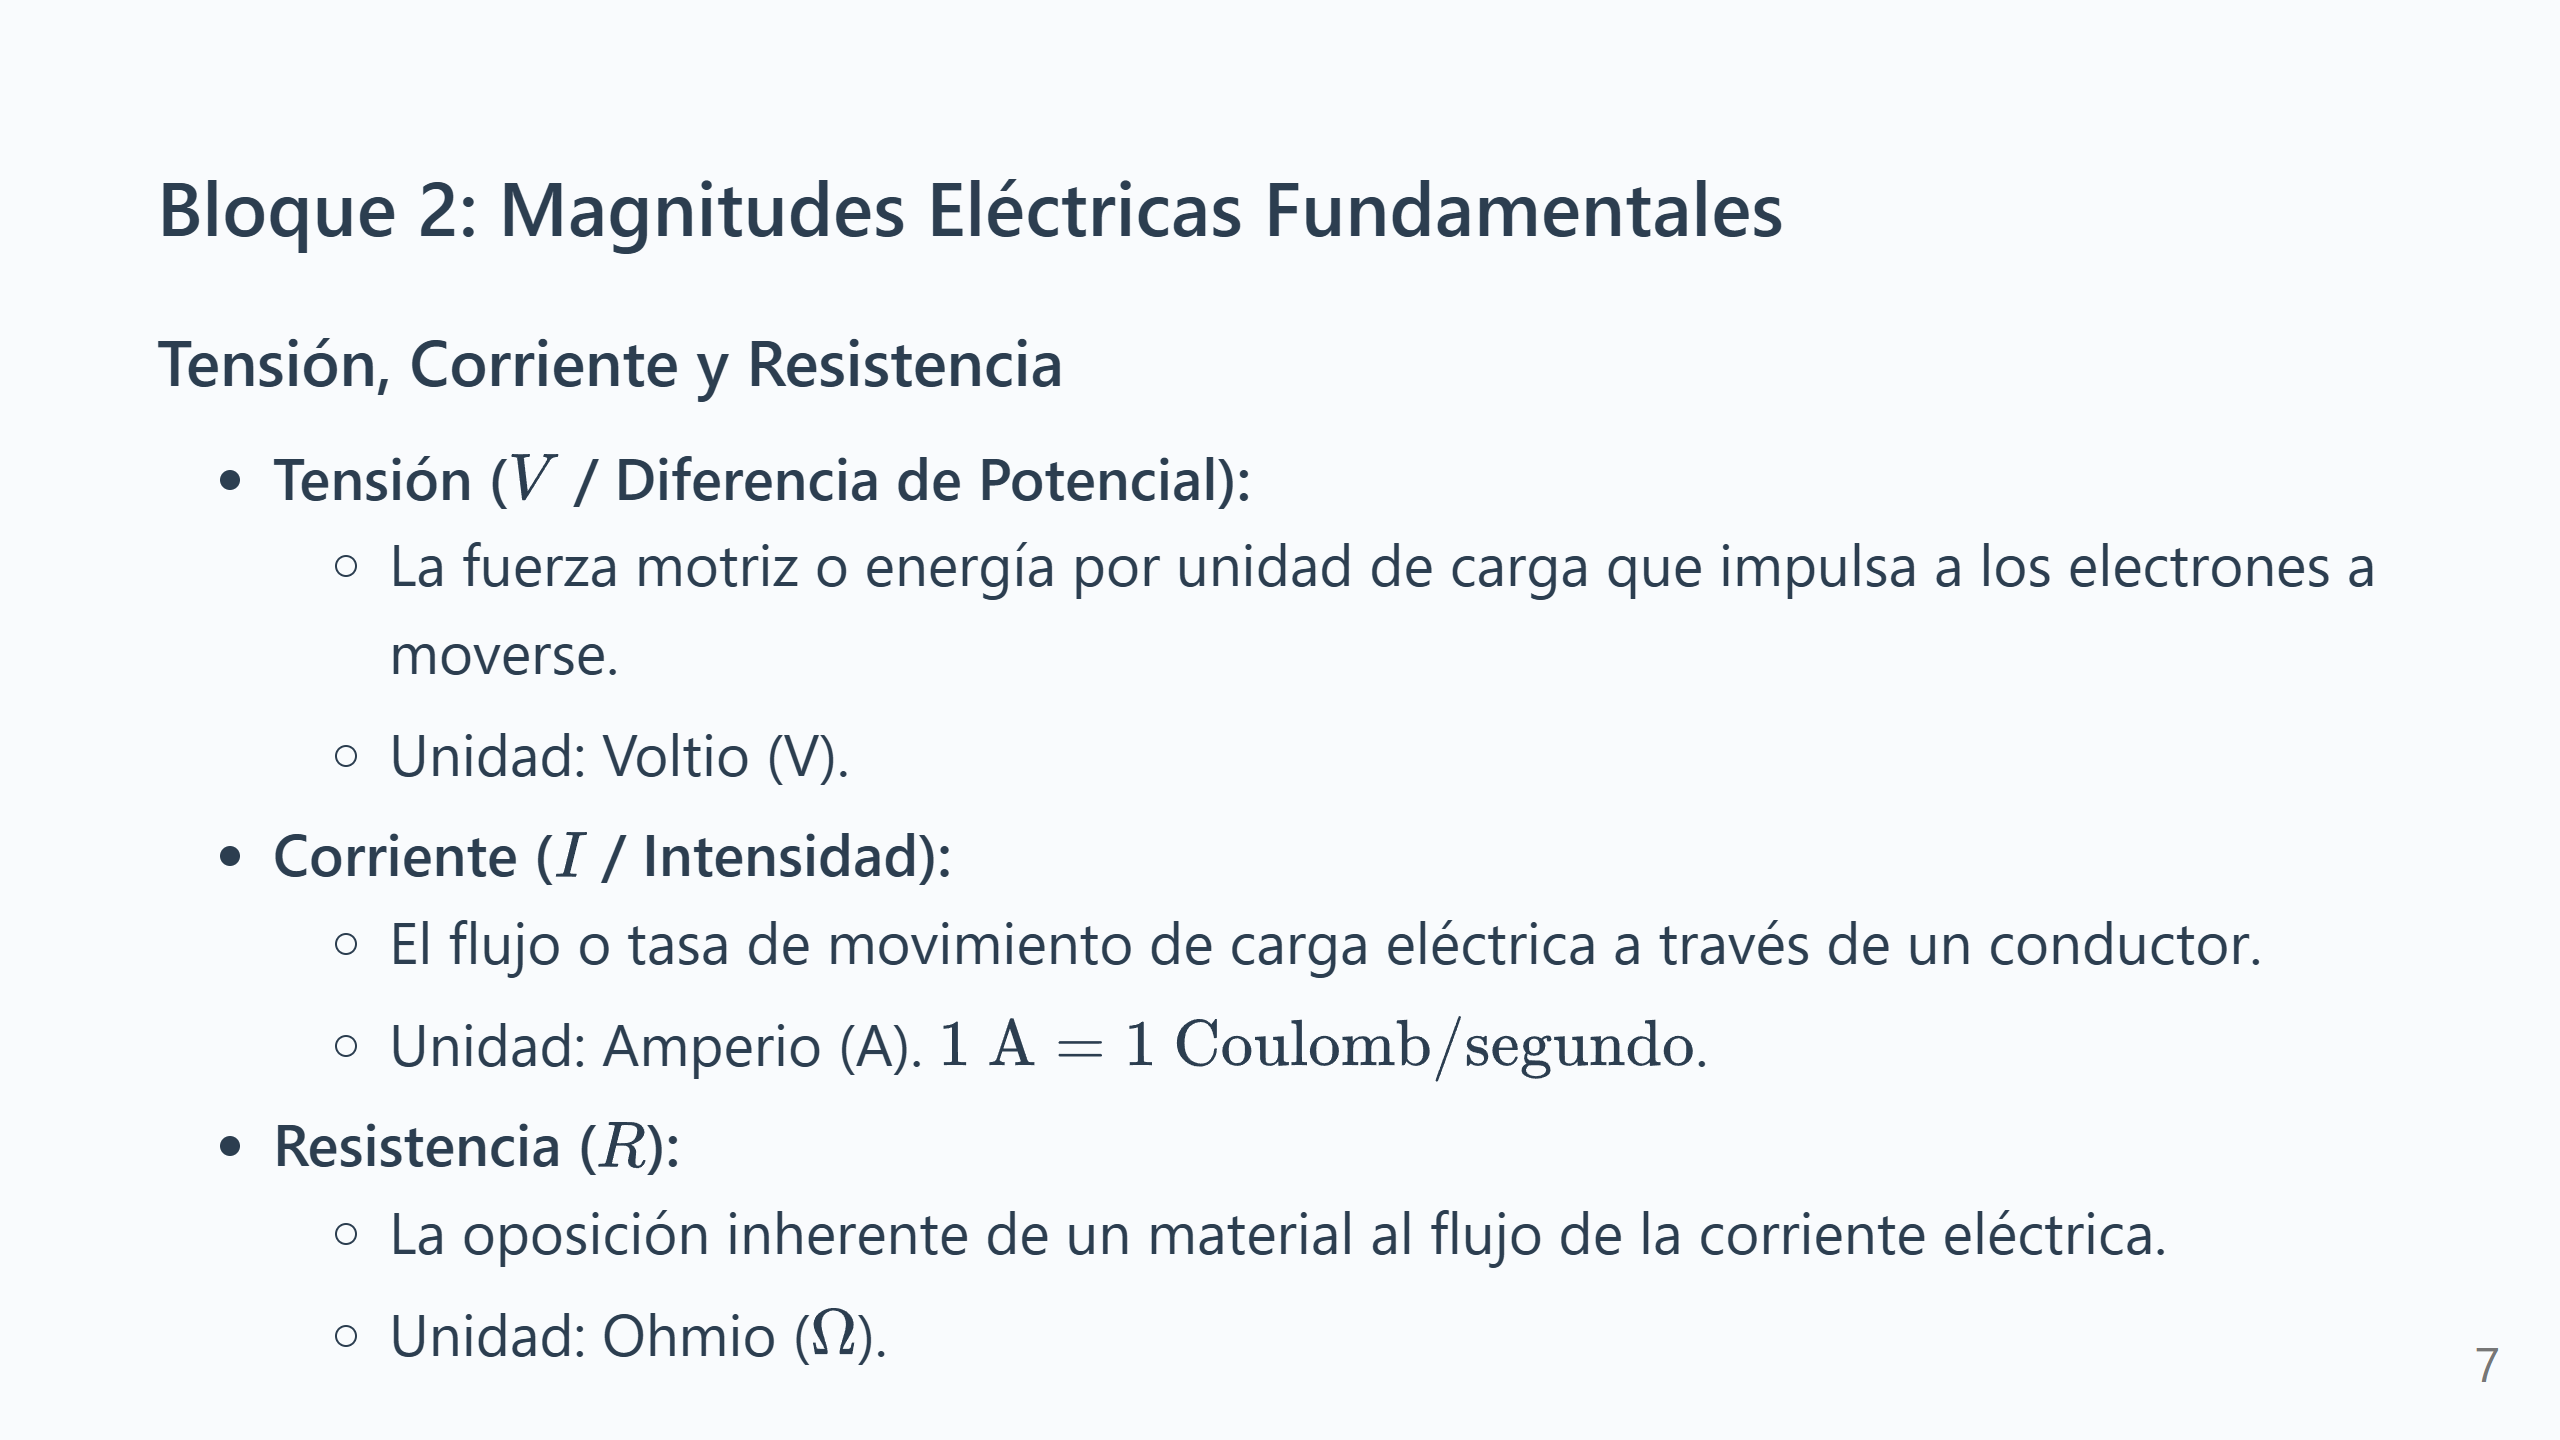 Bloque 2: Magnitudes Eléctricas Fundamentales
Tensión, Corriente y Resistencia
• Tensión (V / Diferencia de Potencial):
○ La fuerza motriz o energía por unidad de carga que impulsa a los electrones a
moverse.
○ Unidad: Voltio (V).
• Corriente (I / Intensidad):
○ El flujo o tasa de movimiento de carga eléctrica a través de un conductor.
○ Unidad: Amperio (A). 1 A = 1 Coulomb/segundo.
• Resistencia (R):
○ La oposición inherente de un material al flujo de la corriente eléctrica.
○ Unidad: Ohmio (Ω).
7